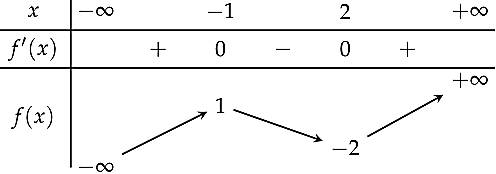 x −∞ −1 2 +∞
f′(x) + 0 − 0 +
+∞
f(x) 1
−2
−∞